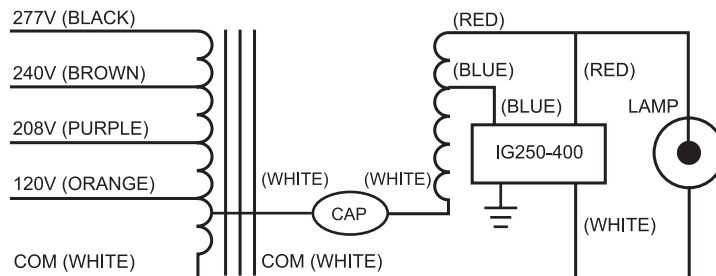 277V (BLACK)
240V (BROWN)
208V (PURPLE)
120V (ORANGE)
COM (WHITE)
(WHITE)
CAP
(WHITE)
COM (WHITE)
(RED)
(BLUE)
(BLUE)
(RED)
IG250-400
(WHITE)
LAMP